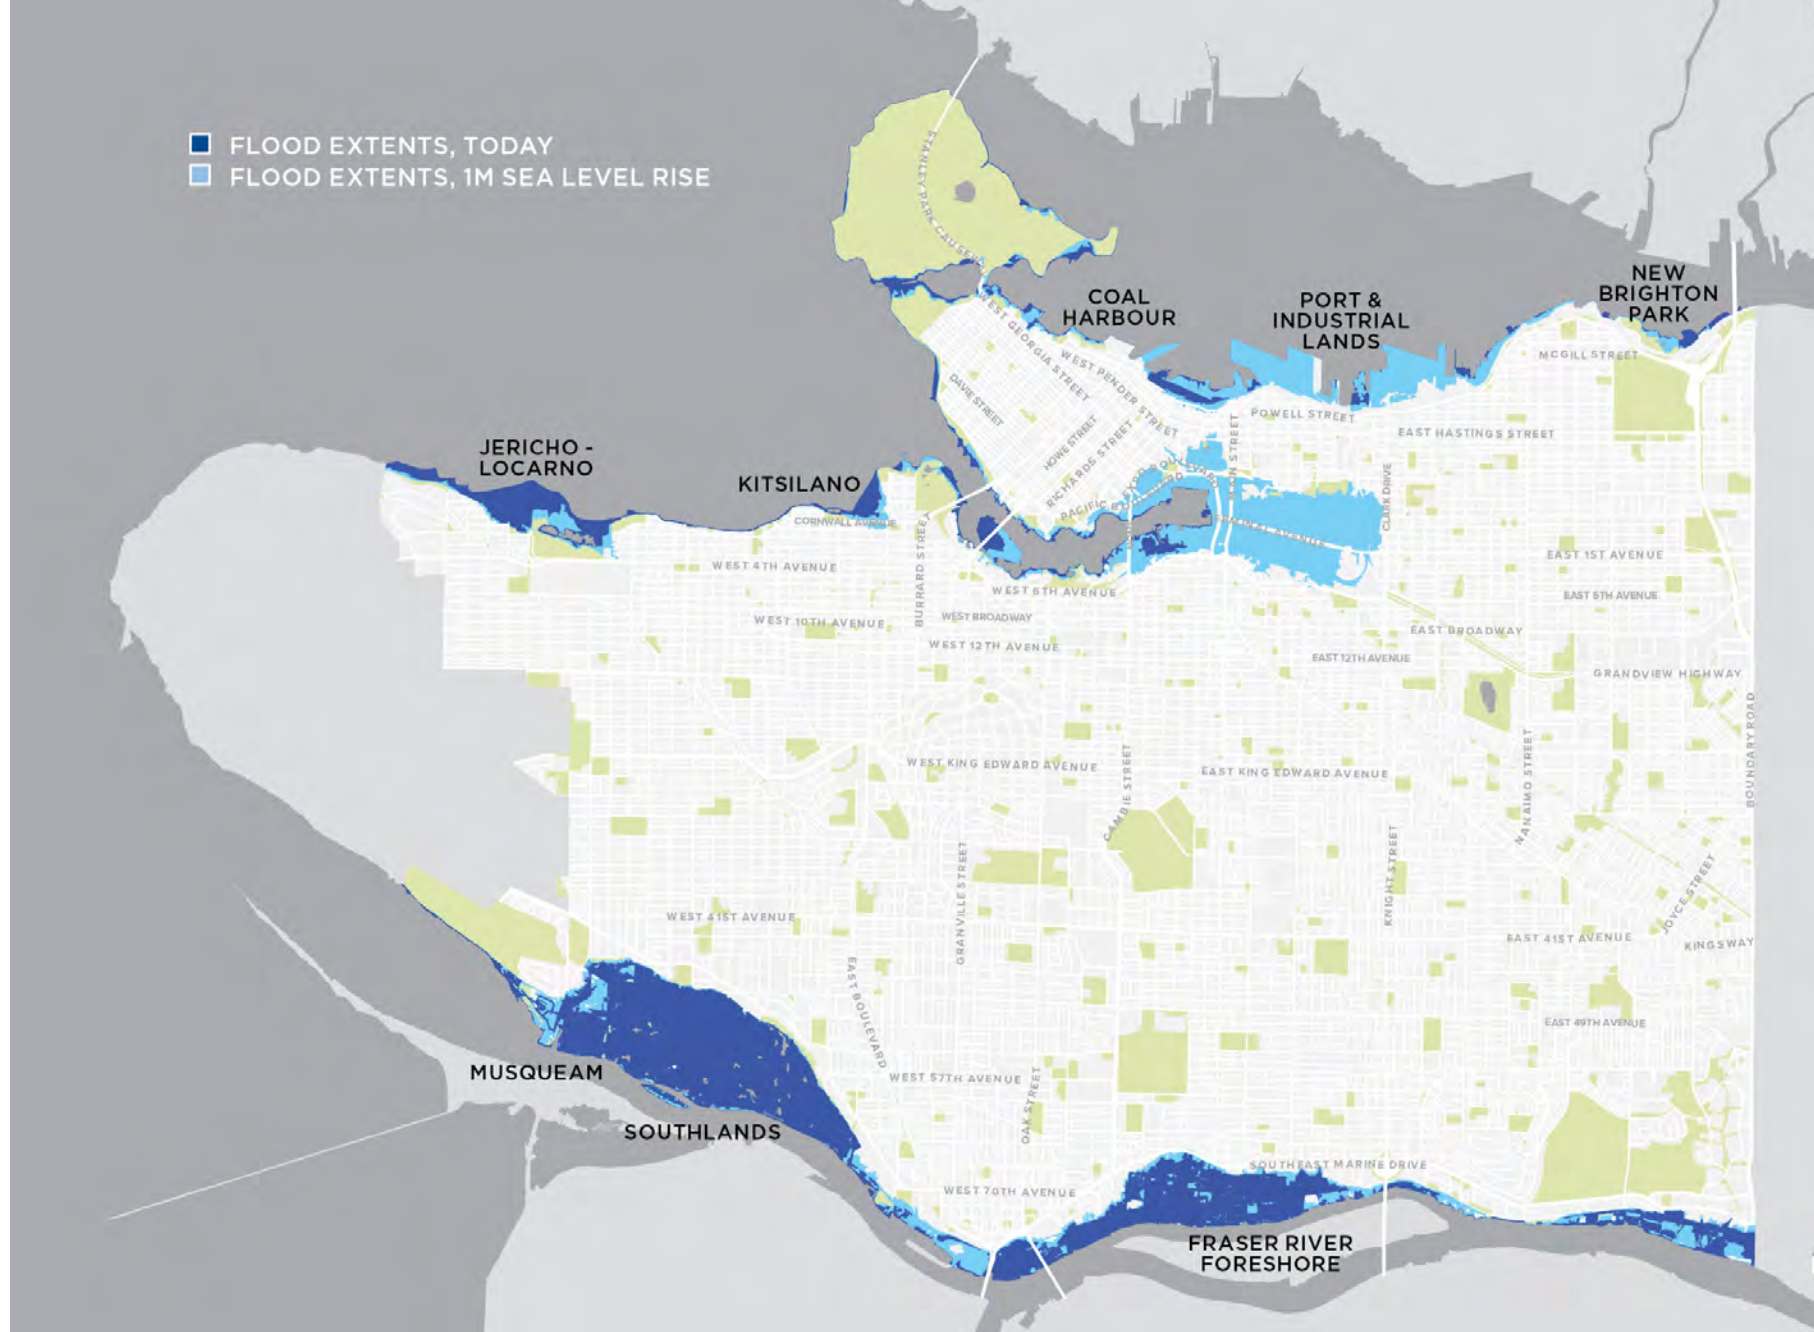 FLOOD EXTENTS, TODAY
FLOOD EXTENTS, 1M SEA LEVEL RISE
STANLEY PARK CAUSEWAY
COAL
HARBOUR
PORT &
INDUSTRIAL
LANDS
NEW
BRIGHTON
PARK
MCGILL STREET
WEST GEORGIA STREET
WEST PENDER STREET
DAVIE STREET
HOWE STREET
RICHARDS STREET
POWELL STREET
EAST HASTINGS STREET
JERICHO -
LOCARNO
KITSILANO
CORNWALL AVENUE
BURRARD STREET
CLARK DRIVE
WEST 4TH AVENUE
WEST 6TH AVENUE
EAST 1ST AVENUE
EAST 5TH AVENUE
WEST 10TH AVENUE
WEST BROADWAY
EAST BROADWAY
WEST 12TH AVENUE
EAST 12TH AVENUE
GRANDVIEW HIGHWAY
BOUNDARY ROAD
WEST KING EDWARD AVENUE
EAST KING EDWARD AVENUE
CAMBIE STREET
NANAIMO STREET
GRANVILLE STREET
KNIGHT STREET
JOYCE STREET
WEST 41ST AVENUE
EAST 41ST AVENUE
KINGSWAY
EAST BOULEVARD
EAST 49TH AVENUE
MUSQUEAM
WEST 57TH AVENUE
OAK STREET
SOUTHLANDS
SOUTHEAST MARINE DRIVE
WEST 70TH AVENUE
FRASER RIVER
FORESHORE